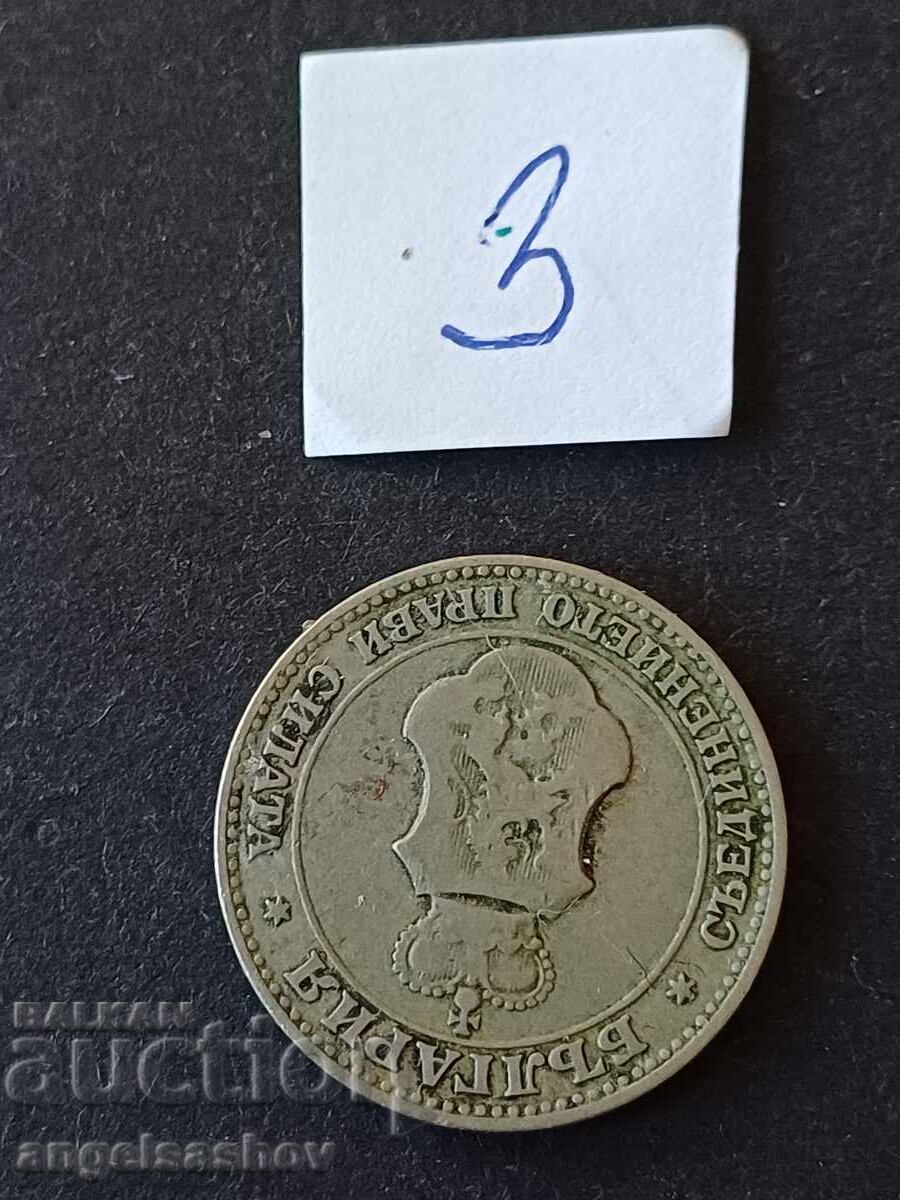 3
БЪЛГАРИЯ
СЪЕДИНЕНИЕТО ПРАВИ СИЛАТА
BALKAN
auction
angelsashov